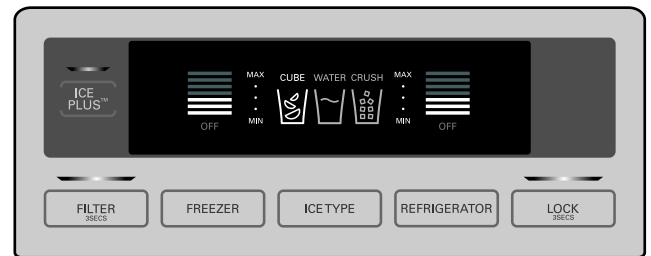 ICE
PLUS™
MAX
MIN
OFF
CUBE WATER CRUSH
MAX
MIN
OFF
FILTER
3SECS
FREEZER
ICE TYPE
REFRIGERATOR
LOCK
3SECS